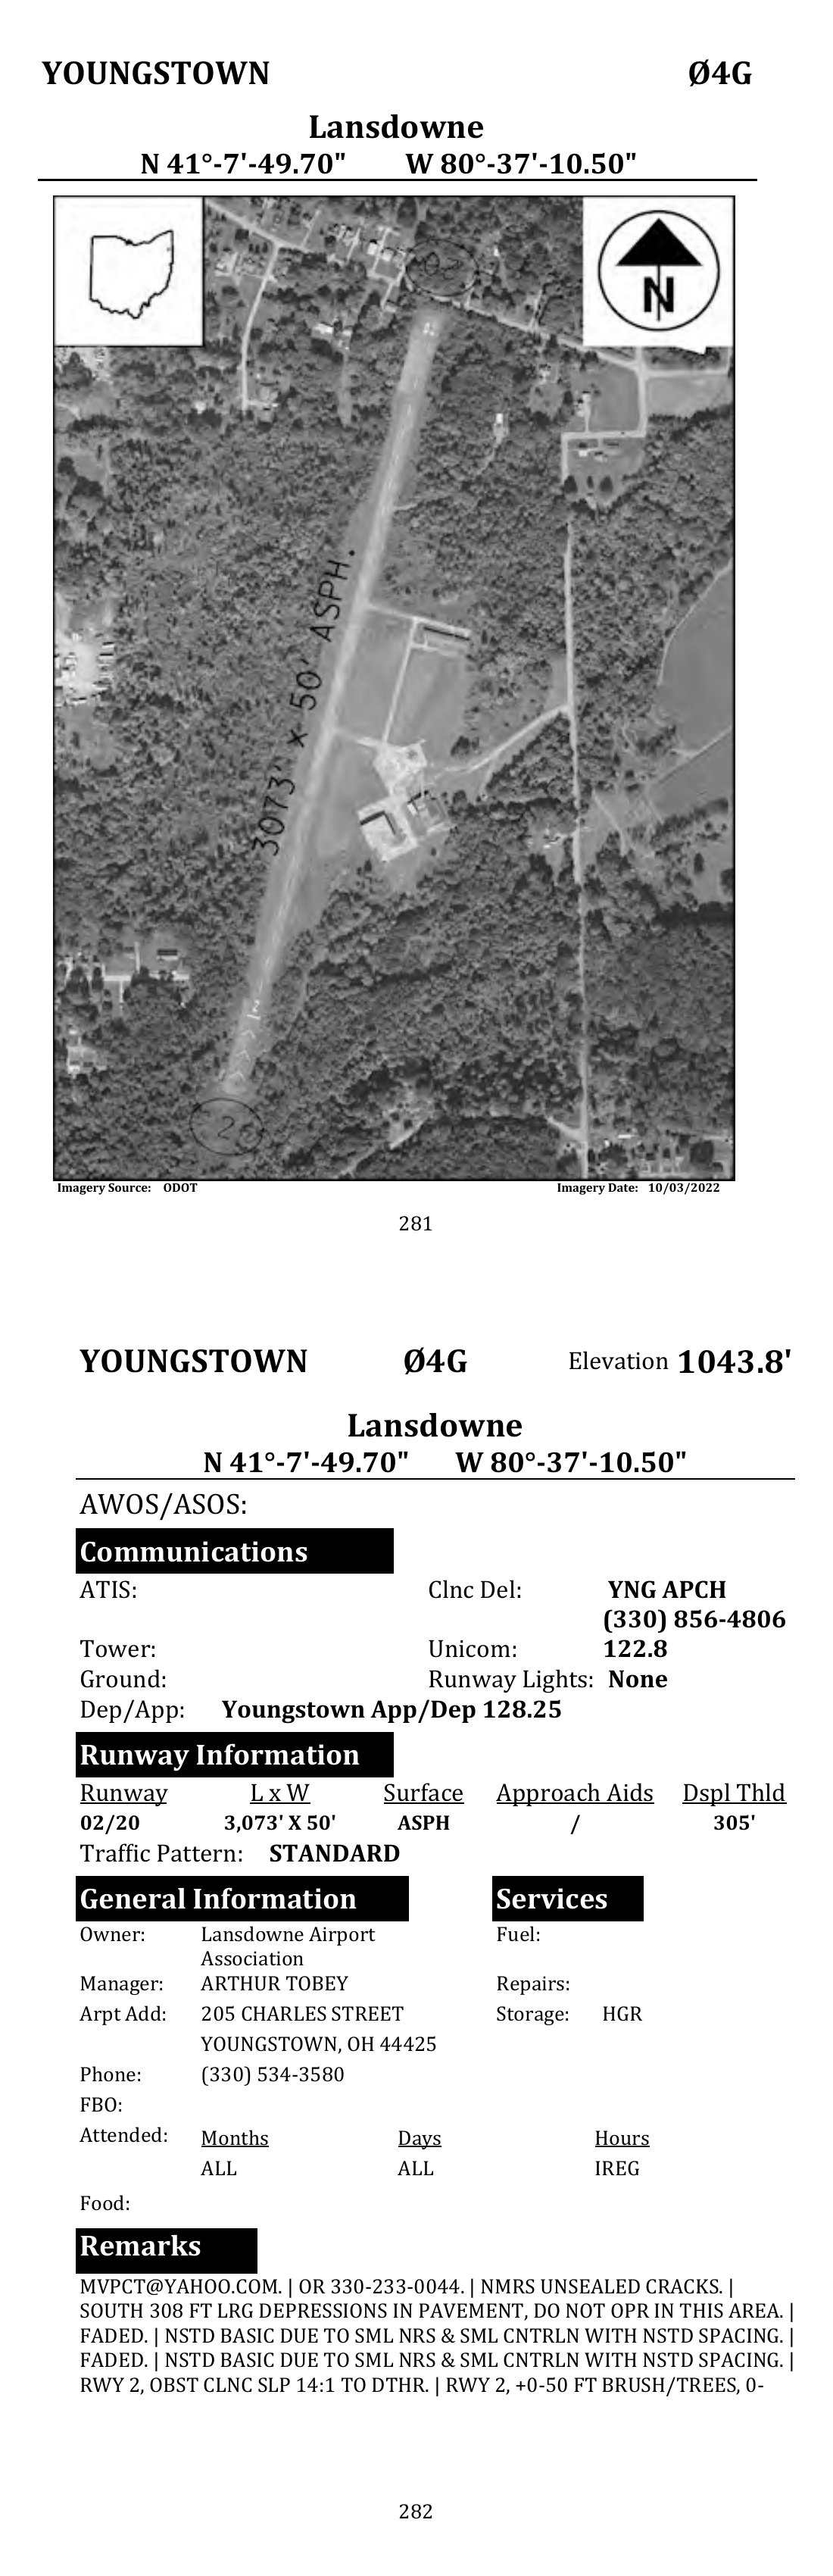 YOUNGSTOWN Ø4G
Lansdowne
N 41°-7'-49.70" W 80°-37'-10.50"
N
3073' x 50' ASPH.
2
Imagery Source: ODOT Imagery Date: 10/03/2022
281
YOUNGSTOWN Ø4G Elevation 1043.8'
Lansdowne
N 41°-7'-49.70" W 80°-37'-10.50"
AWOS/ASOS:
Communications
ATIS: Clnc Del: YNG APCH
(330) 856-4806
Tower: Unicom: 122.8
Ground: Runway Lights: None
Dep/App: Youngstown App/Dep 128.25
Runway Information
Runway L x W Surface Approach Aids Dspl Thld
02/20 3,073' X 50' ASPH / 305'
Traffic Pattern: STANDARD
General Information Services
Owner: Lansdowne Airport Fuel:
Association
Manager: ARTHUR TOBEY Repairs:
Arpt Add: 205 CHARLES STREET Storage: HGR
YOUNGSTOWN, OH 44425
Phone: (330) 534-3580
FBO:
Attended: Months Days Hours
ALL ALL IREG
Food:
Remarks
MVPCT@YAHOO.COM. | OR 330-233-0044. | NMRS UNSEALED CRACKS. |
SOUTH 308 FT LRG DEPRESSIONS IN PAVEMENT, DO NOT OPR IN THIS AREA. |
FADED. | NSTD BASIC DUE TO SML NRS & SML CNTRLN WITH NSTD SPACING. |
FADED. | NSTD BASIC DUE TO SML NRS & SML CNTRLN WITH NSTD SPACING. |
RWY 2, OBST CLNC SLP 14:1 TO DTHR. | RWY 2, +0-50 FT BRUSH/TREES, 0-
282